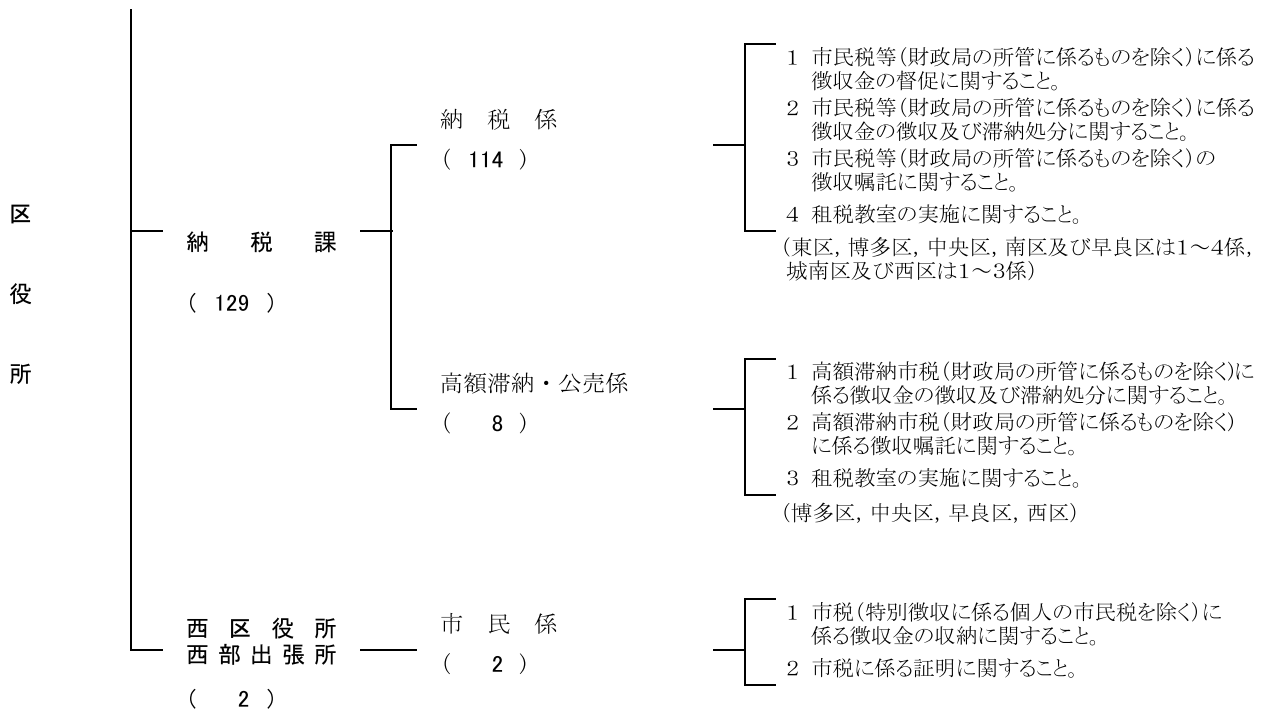 区
役
所
納 税 課
( 129 )
納 税 係
( 114 )
1 市民税等(財政局の所管に係るものを除く)に係る
徴収金の督促に関すること。
2 市民税等(財政局の所管に係るものを除く)に係る
徴収金の徴収及び滞納処分に関すること。
3 市民税等(財政局の所管に係るものを除く)の
徴収嘱託に関すること。
4 租税教室の実施に関すること。
(東区, 博多区, 中央区, 南区及び早良区は1~4係,
城南区及び西区は1~3係)
高額滞納・公売係
( 8 )
1 高額滞納市税(財政局の所管に係るものを除く)に
係る徴収金の徴収及び滞納処分に関すること。
2 高額滞納市税(財政局の所管に係るものを除く)
に係る徴収嘱託に関すること。
3 租税教室の実施に関すること。
(博多区, 中央区, 早良区, 西区)
西区役所
西部出張所
( 2 )
市 民 係
( 2 )
1 市税(特別徴収に係る個人の市民税を除く)に
係る徴収金の収納に関すること。
2 市税に係る証明に関すること。